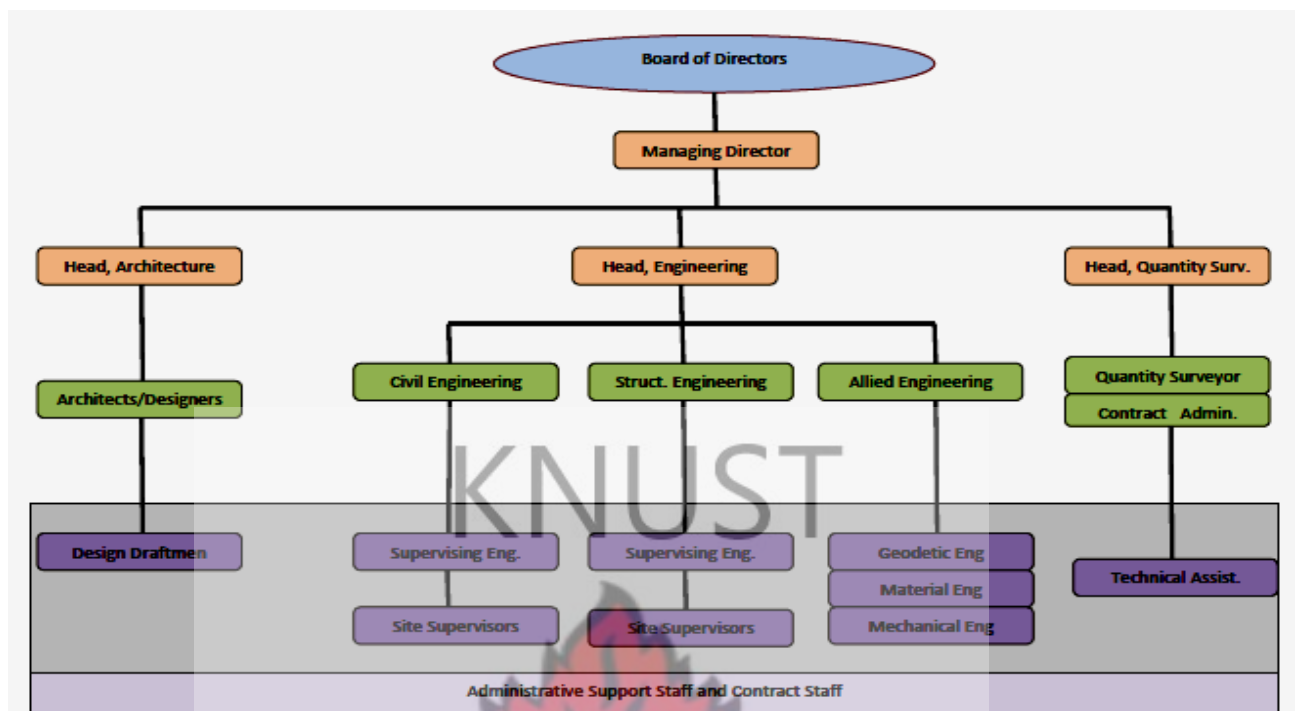 Board of Directors
Managing Director
Head, Architecture
Head, Engineering
Head, Quantity Surv.
Architects/Designers
Civil Engineering
Struct. Engineering
Allied Engineering
Quantity Surveyor
Contract Admin.
KNUST
Design Draftmen
Supervising Eng.
Supervising Eng.
Geodetic Eng
Material Eng
Mechanical Eng
Technical Assist.
Site Supervisors
Site Supervisors
Administrative Support Staff and Contract Staff